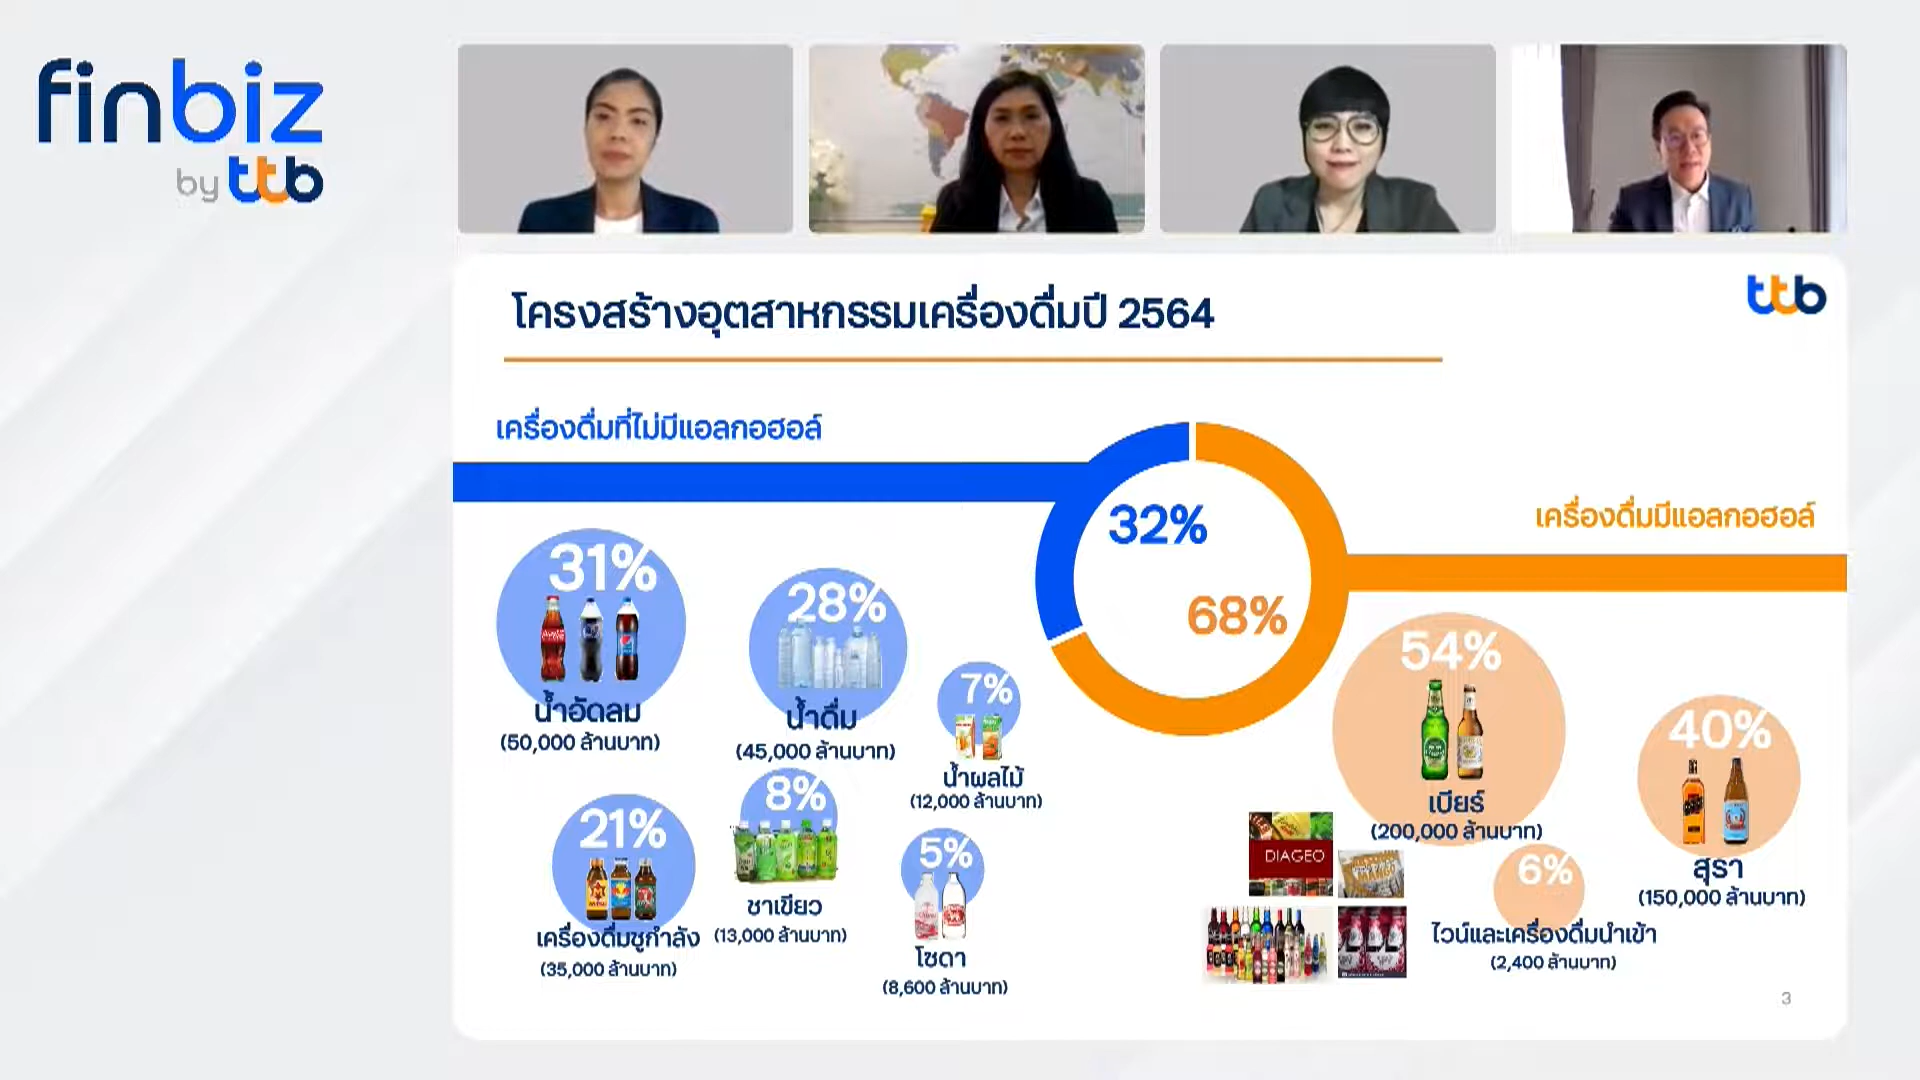 finbiz
by ttb
ttb
โครงสร้างอุตสาหกรรมเครื่องดื่มปี 2564
เครื่องดื่มที่ไม่มีแอลกอฮอล์
32%
68%
เครื่องดื่มมีแอลกอฮอล์
31%
น้ำอัดลม
(50,000 ล้านบาท)
28%
น้ำดื่ม
(45,000 ล้านบาท)
7%
น้ำผลไม้
(12,000 ล้านบาท)
21%
เครื่องดื่มชูกำลัง
(35,000 ล้านบาท)
8%
ชาเขียว
(13,000 ล้านบาท)
5%
โซดา
(8,600 ล้านบาท)
54%
เบียร์
(200,000 ล้านบาท)
40%
สุรา
(150,000 ล้านบาท)
DIAGEO
6%
ไวน์และเครื่องดื่มนำเข้า
(2,400 ล้านบาท)
3